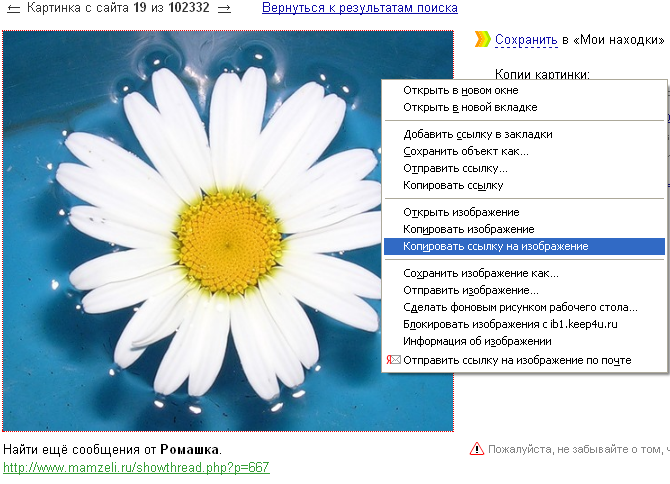 ← Картинка с сайта 19 из 102332 →
Вернуться к результатам поиска
Сохранить в «Мои находки»
Копии картинки:
Открыть в новом окне
Открыть в новой вкладке
Добавить ссылку в закладки
Сохранить объект как...
Отправить ссылку...
Копировать ссылку
Открыть изображение
Копировать изображение
Копировать ссылку на изображение
Сохранить изображение как...
Отправить изображение...
Сделать фоновым рисунком рабочего стола...
Блокировать изображения с ib1.keep4u.ru
Информация об изображении
Я Отправить ссылку на изображение по почте
Найти ещё сообщения от Ромашка.
http://www.mamzeli.ru/showthread.php?p=667
Пожалуйста, не забывайте о том,